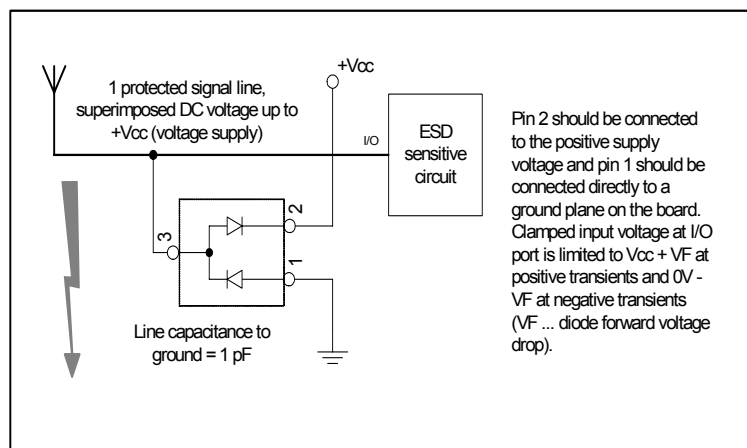 1 protected signal line,
superimposed DC voltage up to
+Vcc (voltage supply)
+Vcc
I/O
ESD
sensitive
circuit
3
2
1
Line capacitance to
ground = 1 pF
Pin 2 should be connected
to the positive supply
voltage and pin 1 should be
connected directly to a
ground plane on the board.
Clamped input voltage at I/O
port is limited to Vcc + VF at
positive transients and 0V -
VF at negative transients
(VF ... diode forward voltage
drop).